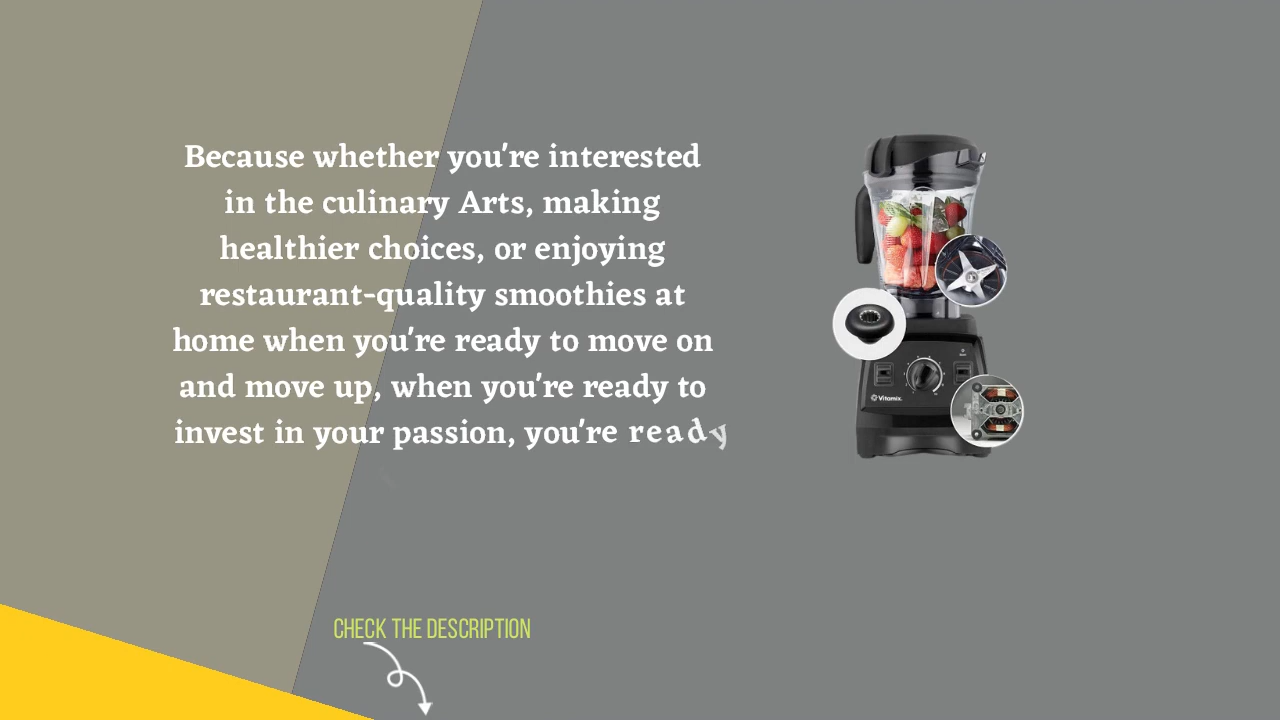 Because whether you're interested
in the culinary Arts, making
healthier choices, or enjoying
restaurant-quality smoothies at
home when you're ready to move on
and move up, when you're ready to
invest in your passion, you're ready
Vitamix.
CHECK THE DESCRIPTION